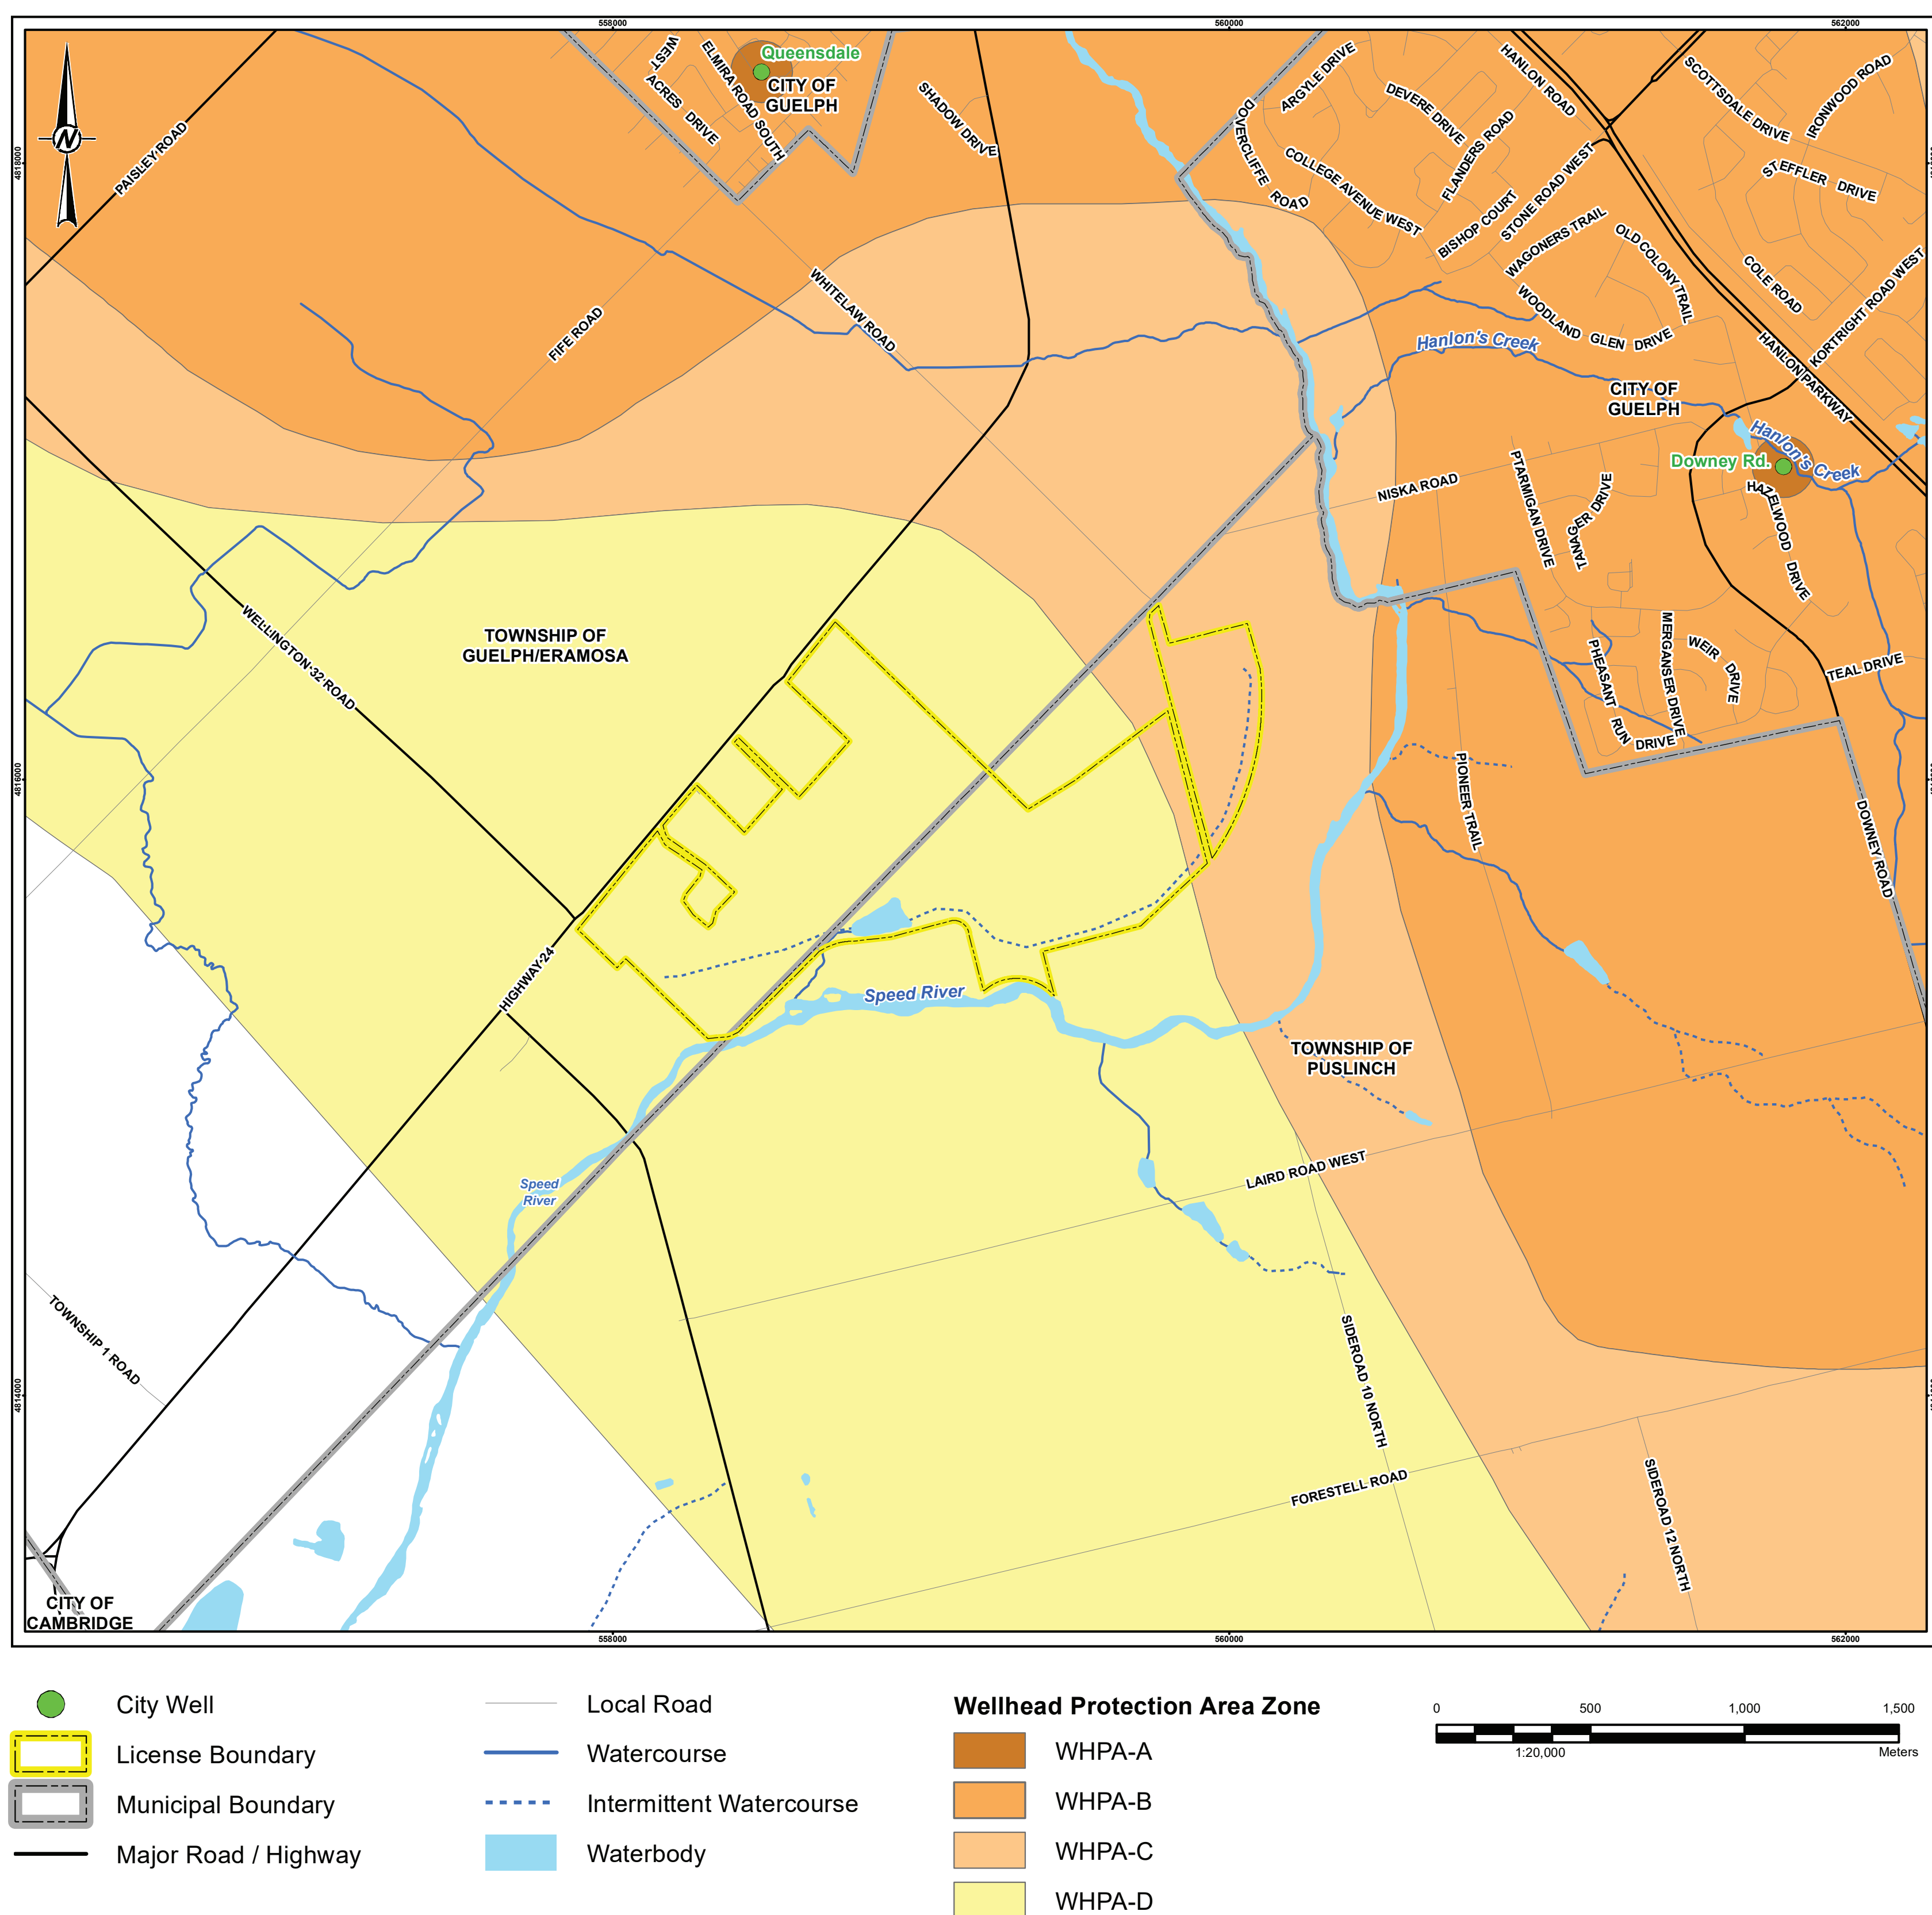 558000
560000
562000
Queensdale
CITY OF
GUELPH
WEST
ACRES DRIVE
ELMIRA ROAD SOUTH
SHADOW DRIVE
PAISLEY ROAD
N
4818000
DOVERCLIFFE ROAD
ARGYLE DRIVE
DEVERE DRIVE
HANLON ROAD
SCOTTSDALE DRIVE
IRONWOOD ROAD
STEFFLER DRIVE
COLLEGE AVENUE WEST
FLANDERS ROAD
BISHOP COURT
STONE ROAD WEST
WAGONERS TRAIL
OLD COLONY TRAIL
COLE ROAD
KORTRIGHT ROAD WEST
WOODLAND GLEN DRIVE
HANLON PARKWAY
WHITELAW ROAD
FIFE ROAD
Hanlon's Creek
CITY OF
GUELPH
Hanlon's Creek
Downey Rd.
HAZELWOOD DRIVE
NISKA ROAD
PTARMIGAN DRIVE
TANAGER DRIVE
WELLINGTON 32 ROAD
TOWNSHIP OF
GUELPH/ERAMOSA
PHEASANT RUN DRIVE
MERGANSER DRIVE
WEIR DRIVE
TEAL DRIVE
4816000
PIONEER TRAIL
DOWNEY ROAD
HIGHWAY 24
Speed River
TOWNSHIP OF
PUSLINCH
Speed
River
LAIRD ROAD WEST
TOWNSHIP 1 ROAD
SIDEROAD 10 NORTH
4814000
FORESTELL ROAD
SIDEROAD 12 NORTH
CITY OF
CAMBRIDGE
558000
560000
562000
City Well
License Boundary
Municipal Boundary
Major Road / Highway
Local Road
Watercourse
Intermittent Watercourse
Waterbody
Wellhead Protection Area Zone
WHPA-A
WHPA-B
WHPA-C
WHPA-D
0 500 1,000 1,500
1:20,000 Meters